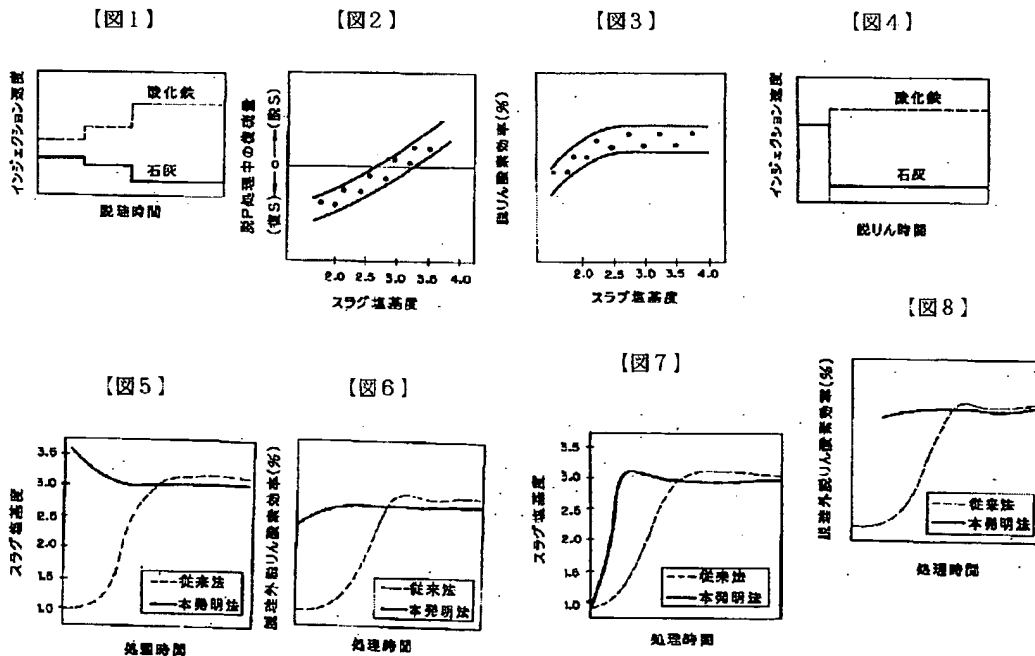 【図1】
インジェクション速度
酸化鉄
石灰
脱珪時間
【図2】
脱P処理中の復硫量
(復S)—o—(脱S)
2.0 2.5 3.0 3.5 4.0
スラグ塩基度
【図3】
脱りん酸素効率(%)
2.0 2.5 3.0 3.5 4.0
スラグ塩基度
【図4】
インジェクション速度
酸化鉄
石灰
脱りん時間
【図5】
スラグ塩基度
3.5
3.0
2.5
2.0
1.5
1.0
従来法
本発明法
処理時間
【図6】
脱珪外脱りん酸素効率(%)
従来法
本発明法
処理時間
【図7】
スラグ塩基度
3.5
3.0
2.5
2.0
1.5
1.0
従来法
本発明法
処理時間
【図8】
脱珪外脱りん酸素効率(%)
従来法
本発明法
処理時間